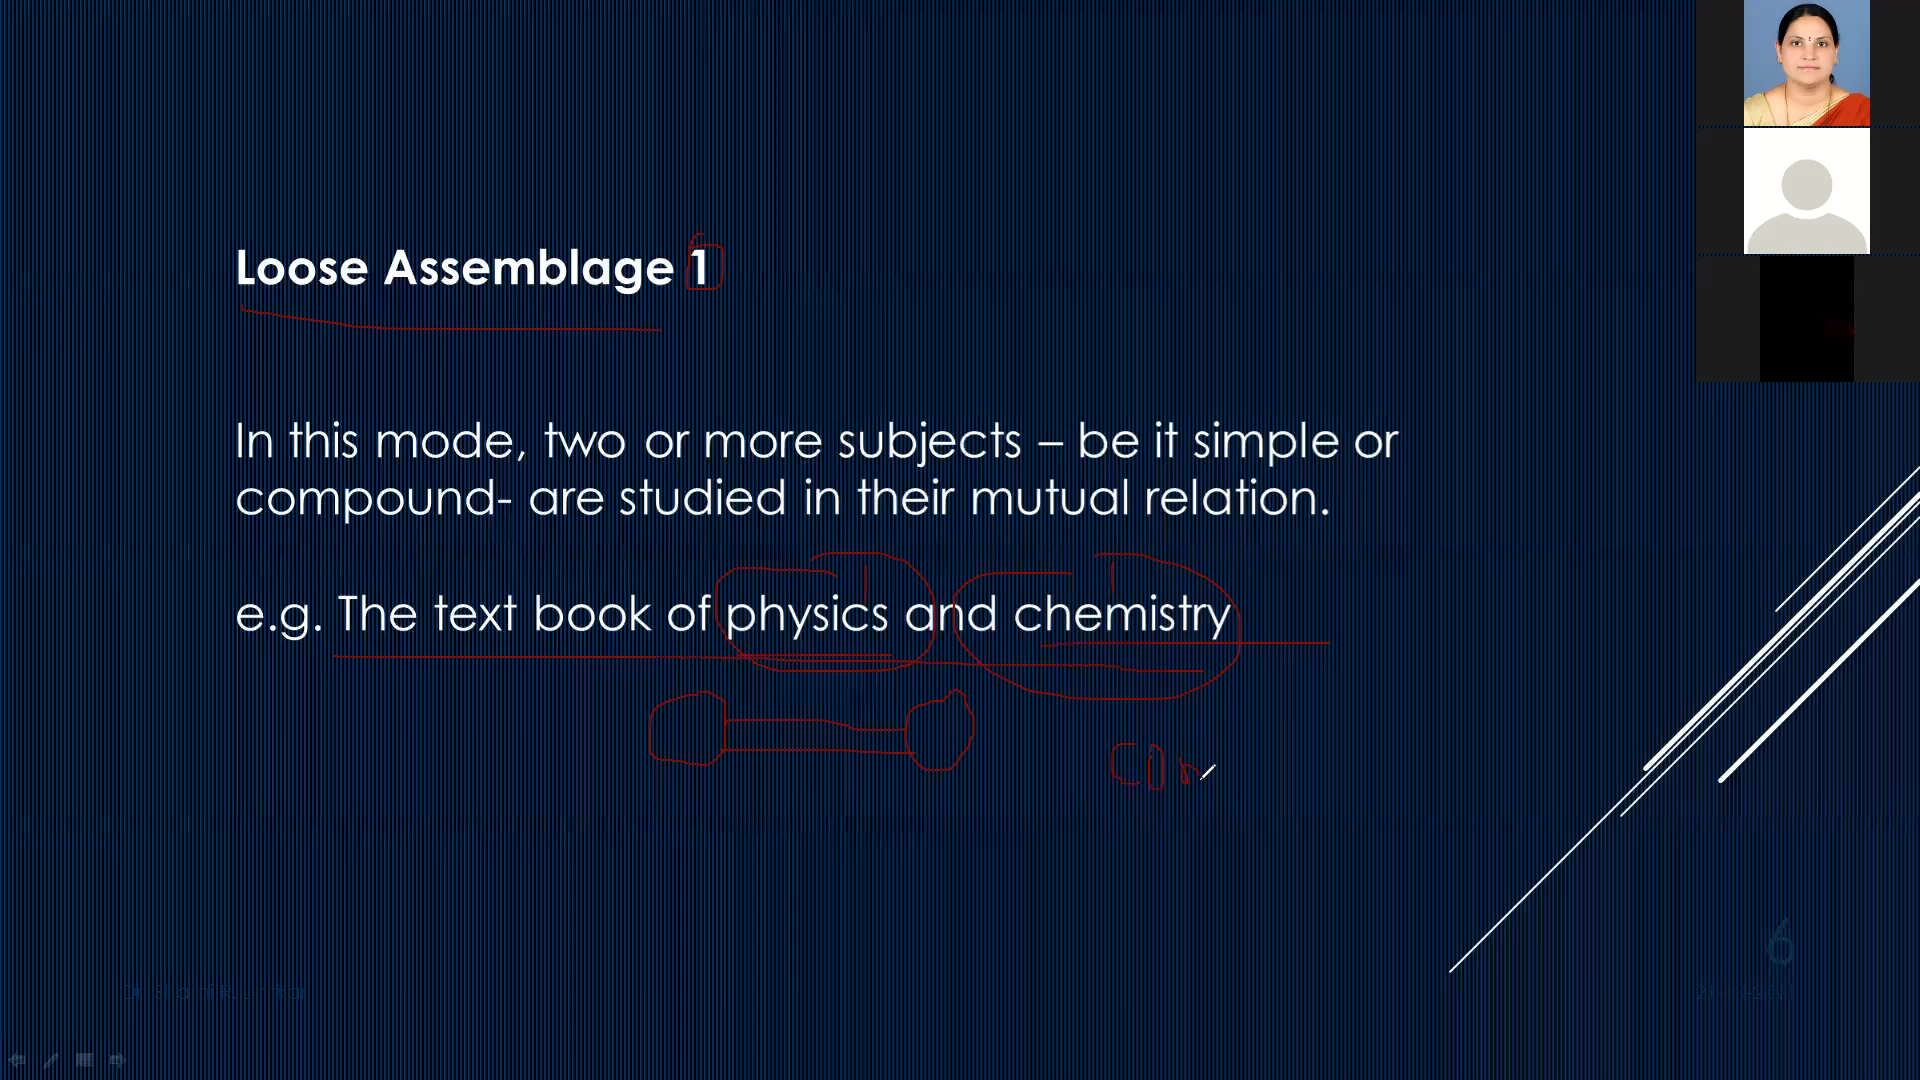 Loose Assemblage 1
In this mode, two or more subjects – be it simple or
compound- are studied in their mutual relation.
e.g. The text book of physics and chemistry
6